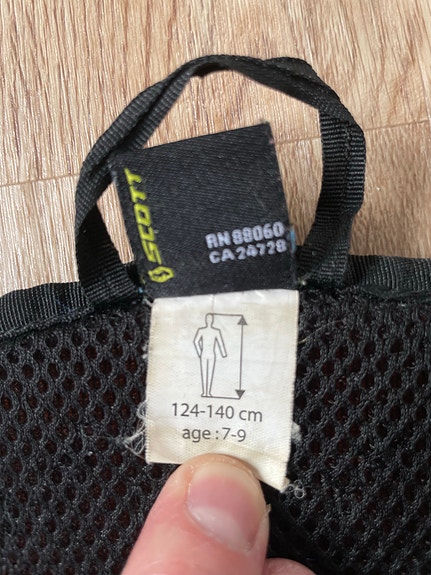 SCOTT
RN 88060
CA 24728
124-140 cm
age : 7-9